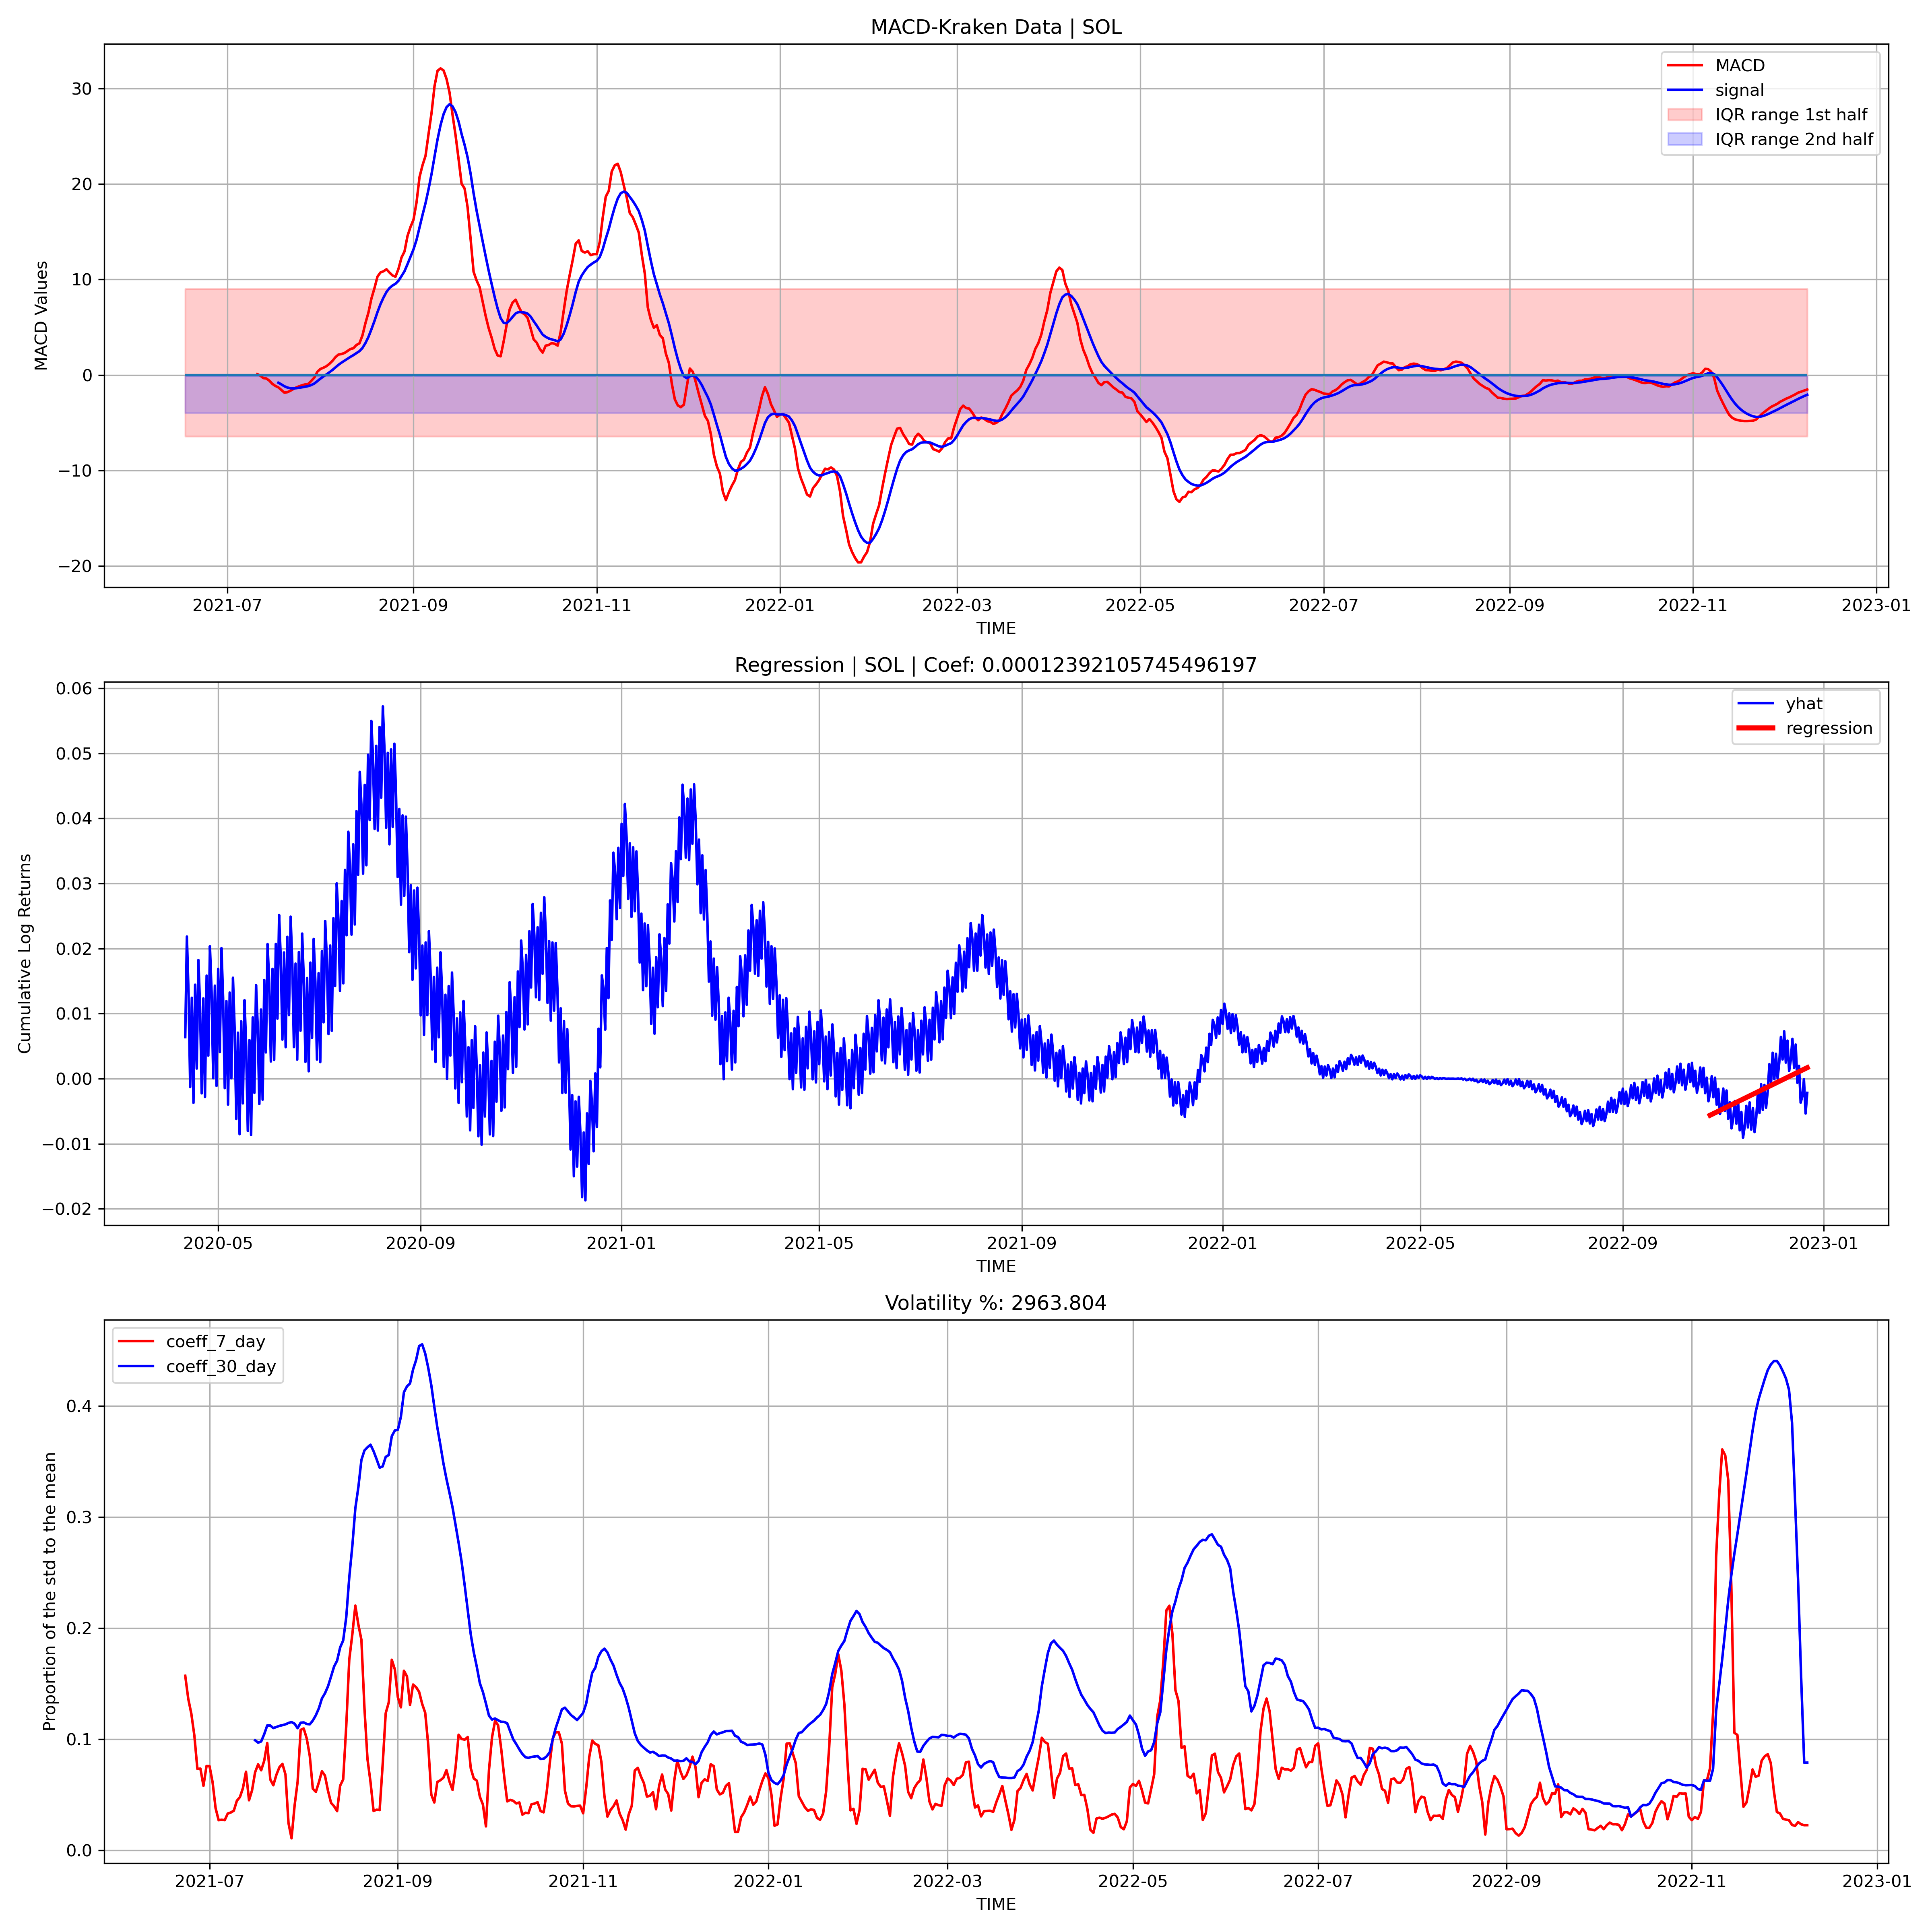 MACD-Kraken Data | SOL
MACD
signal
IQR range 1st half
IQR range 2nd half
MACD Values
30
20
10
0
−10
−20
2021-07
2021-09
2021-11
2022-01
2022-03
2022-05
2022-07
2022-09
2022-11
2023-01
TIME
Regression | SOL | Coef: 0.00012392105745496197
yhat
regression
Cumulative Log Returns
0.06
0.05
0.04
0.03
0.02
0.01
0.00
−0.01
−0.02
2020-05
2020-09
2021-01
2021-05
2021-09
2022-01
2022-05
2022-09
2023-01
TIME
Volatility %: 2963.804
coeff_7_day
coeff_30_day
Proportion of the std to the mean
0.4
0.3
0.2
0.1
0.0
2021-07
2021-09
2021-11
2022-01
2022-03
2022-05
2022-07
2022-09
2022-11
2023-01
TIME